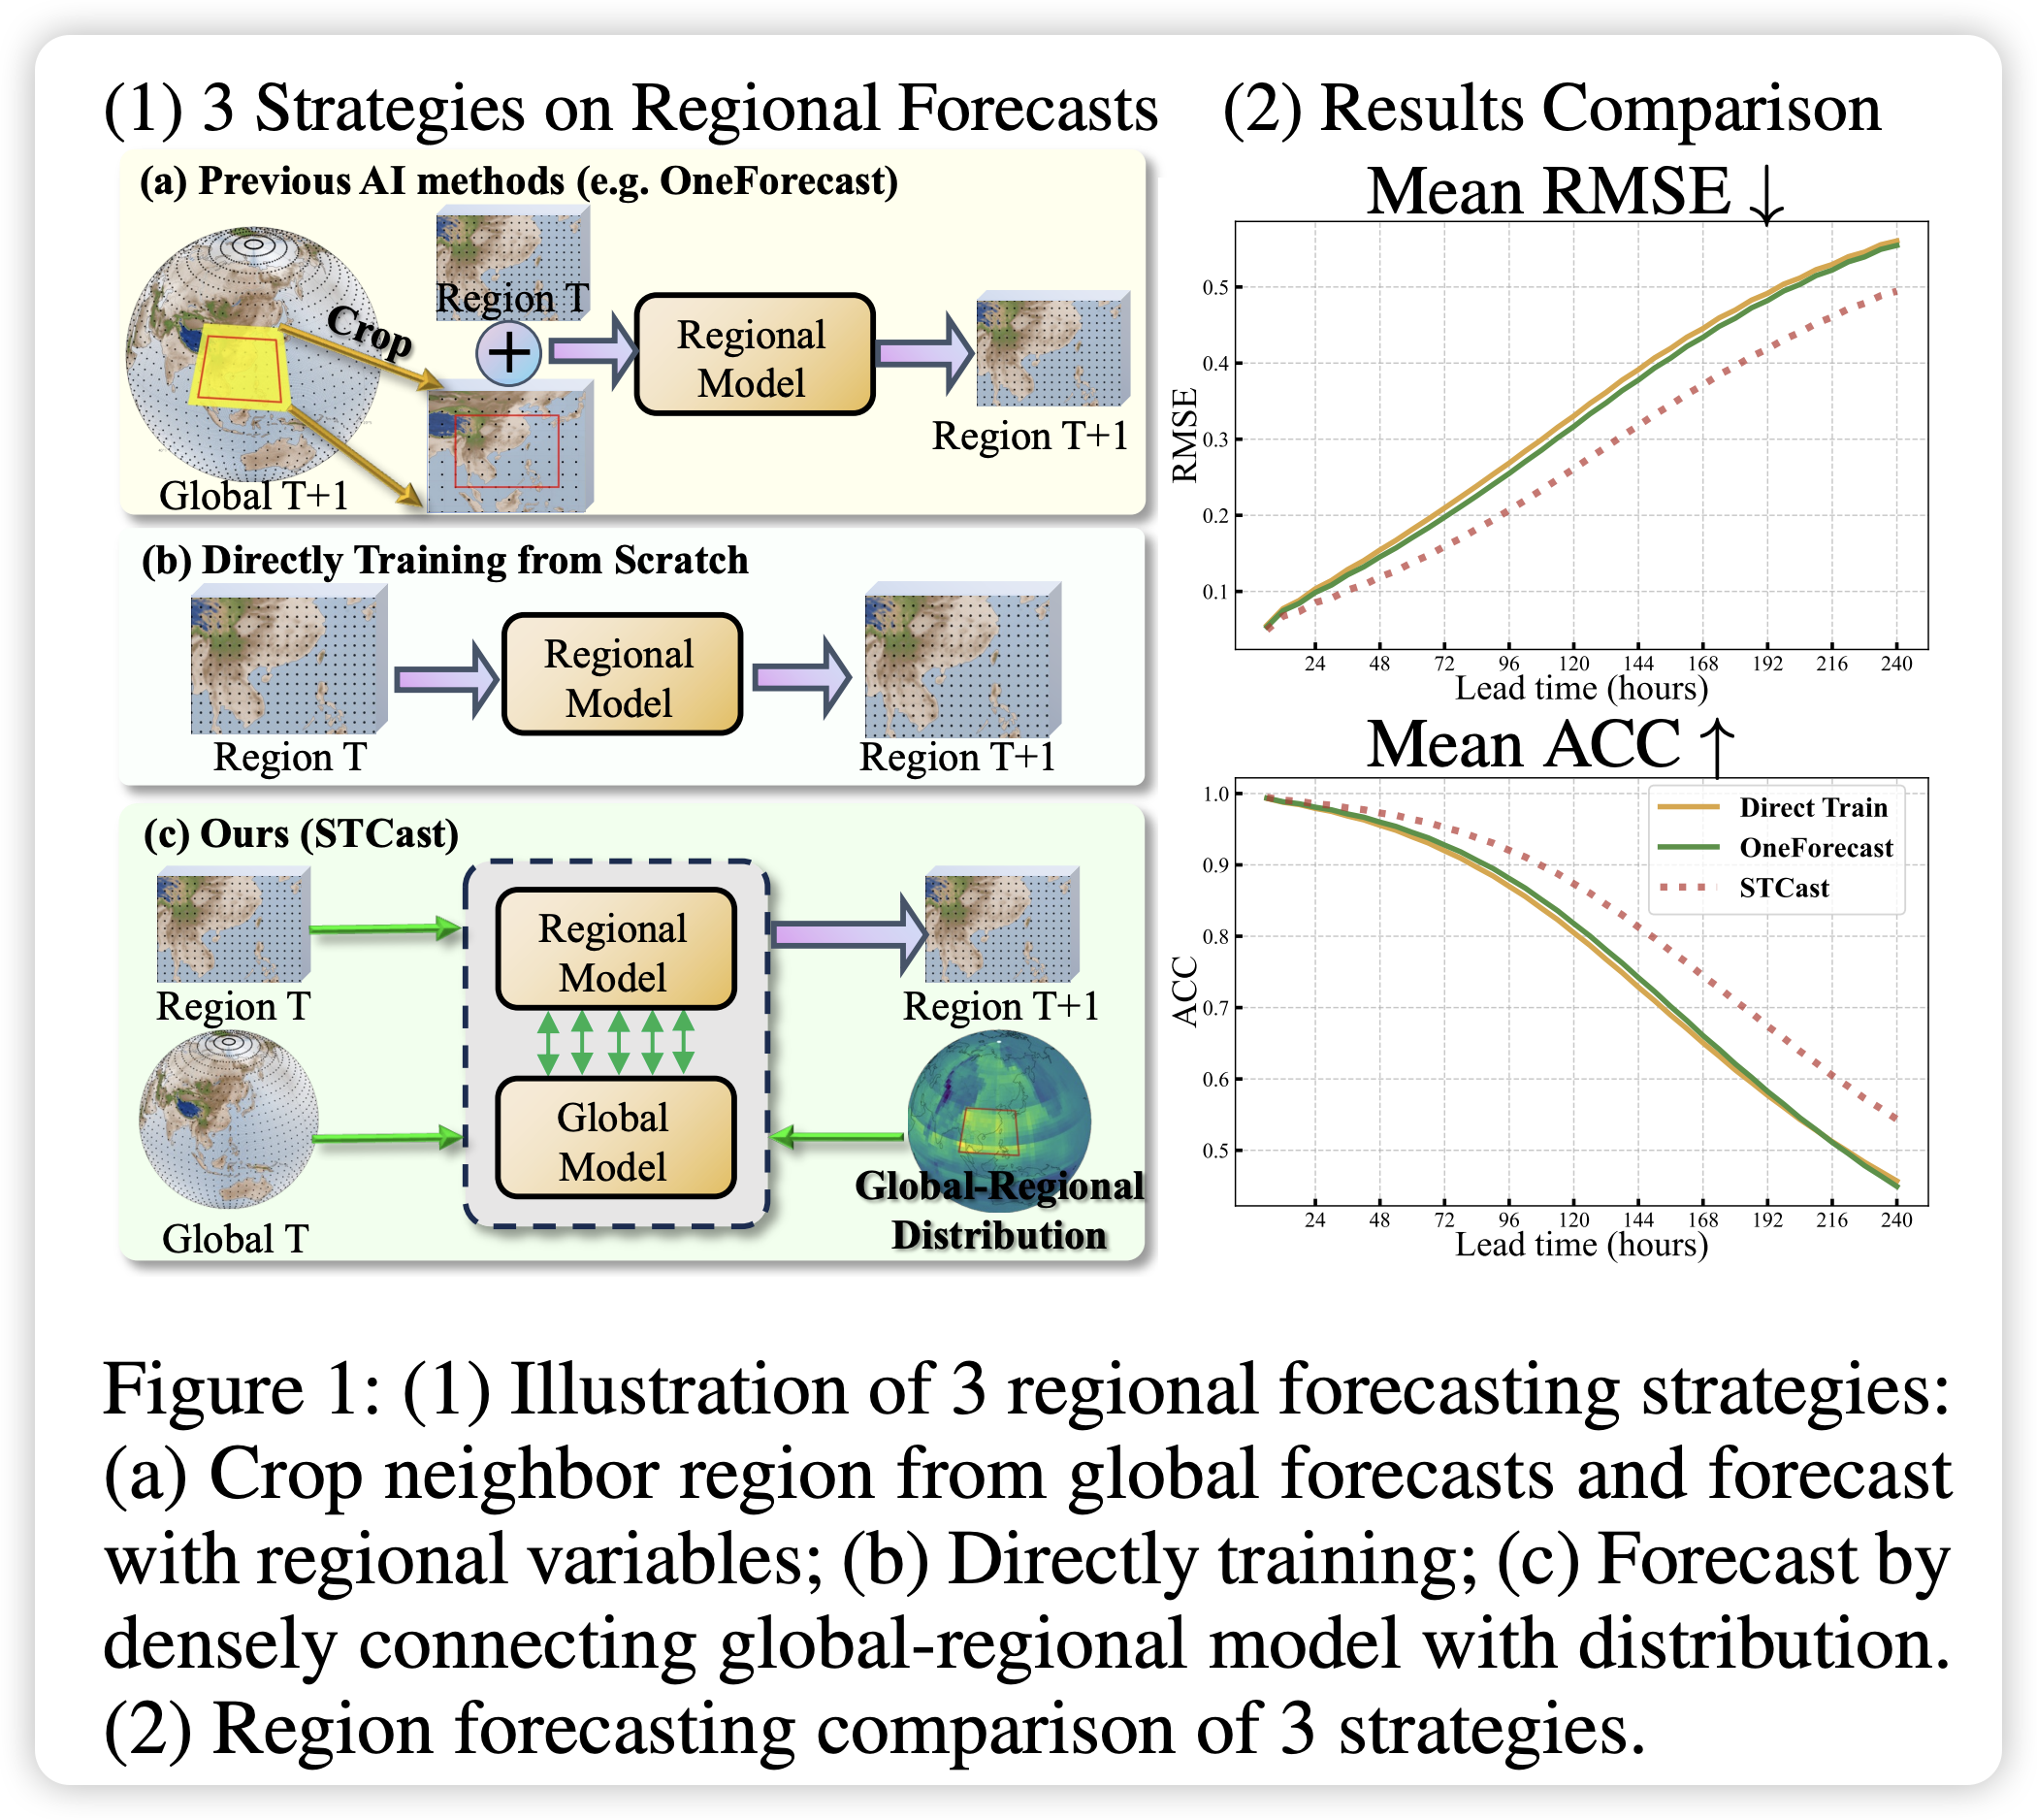 (1) 3 Strategies on Regional Forecasts
(a) Previous AI methods (e.g. OneForecast)
Region T
Crop
+
Regional
Model
Region T+1
Global T+1
(b) Directly Training from Scratch
Regional
Model
Region T
Region T+1
(c) Ours (STCast)
Regional
Model
Region T
Region T+1
Global
Model
Global-Regional
Distribution
Global T
(2) Results Comparison
Mean RMSE ↓
RMSE
0.5
0.4
0.3
0.2
0.1
24 48 72 96 120 144 168 192 216 240
Lead time (hours)
Mean ACC ↑
ACC
1.0
0.9
0.8
0.7
0.6
0.5
Direct Train
OneForecast
STCast
24 48 72 96 120 144 168 192 216 240
Lead time (hours)
Figure 1: (1) Illustration of 3 regional forecasting strategies:
(a) Crop neighbor region from global forecasts and forecast
with regional variables; (b) Directly training; (c) Forecast by
densely connecting global-regional model with distribution.
(2) Region forecasting comparison of 3 strategies.